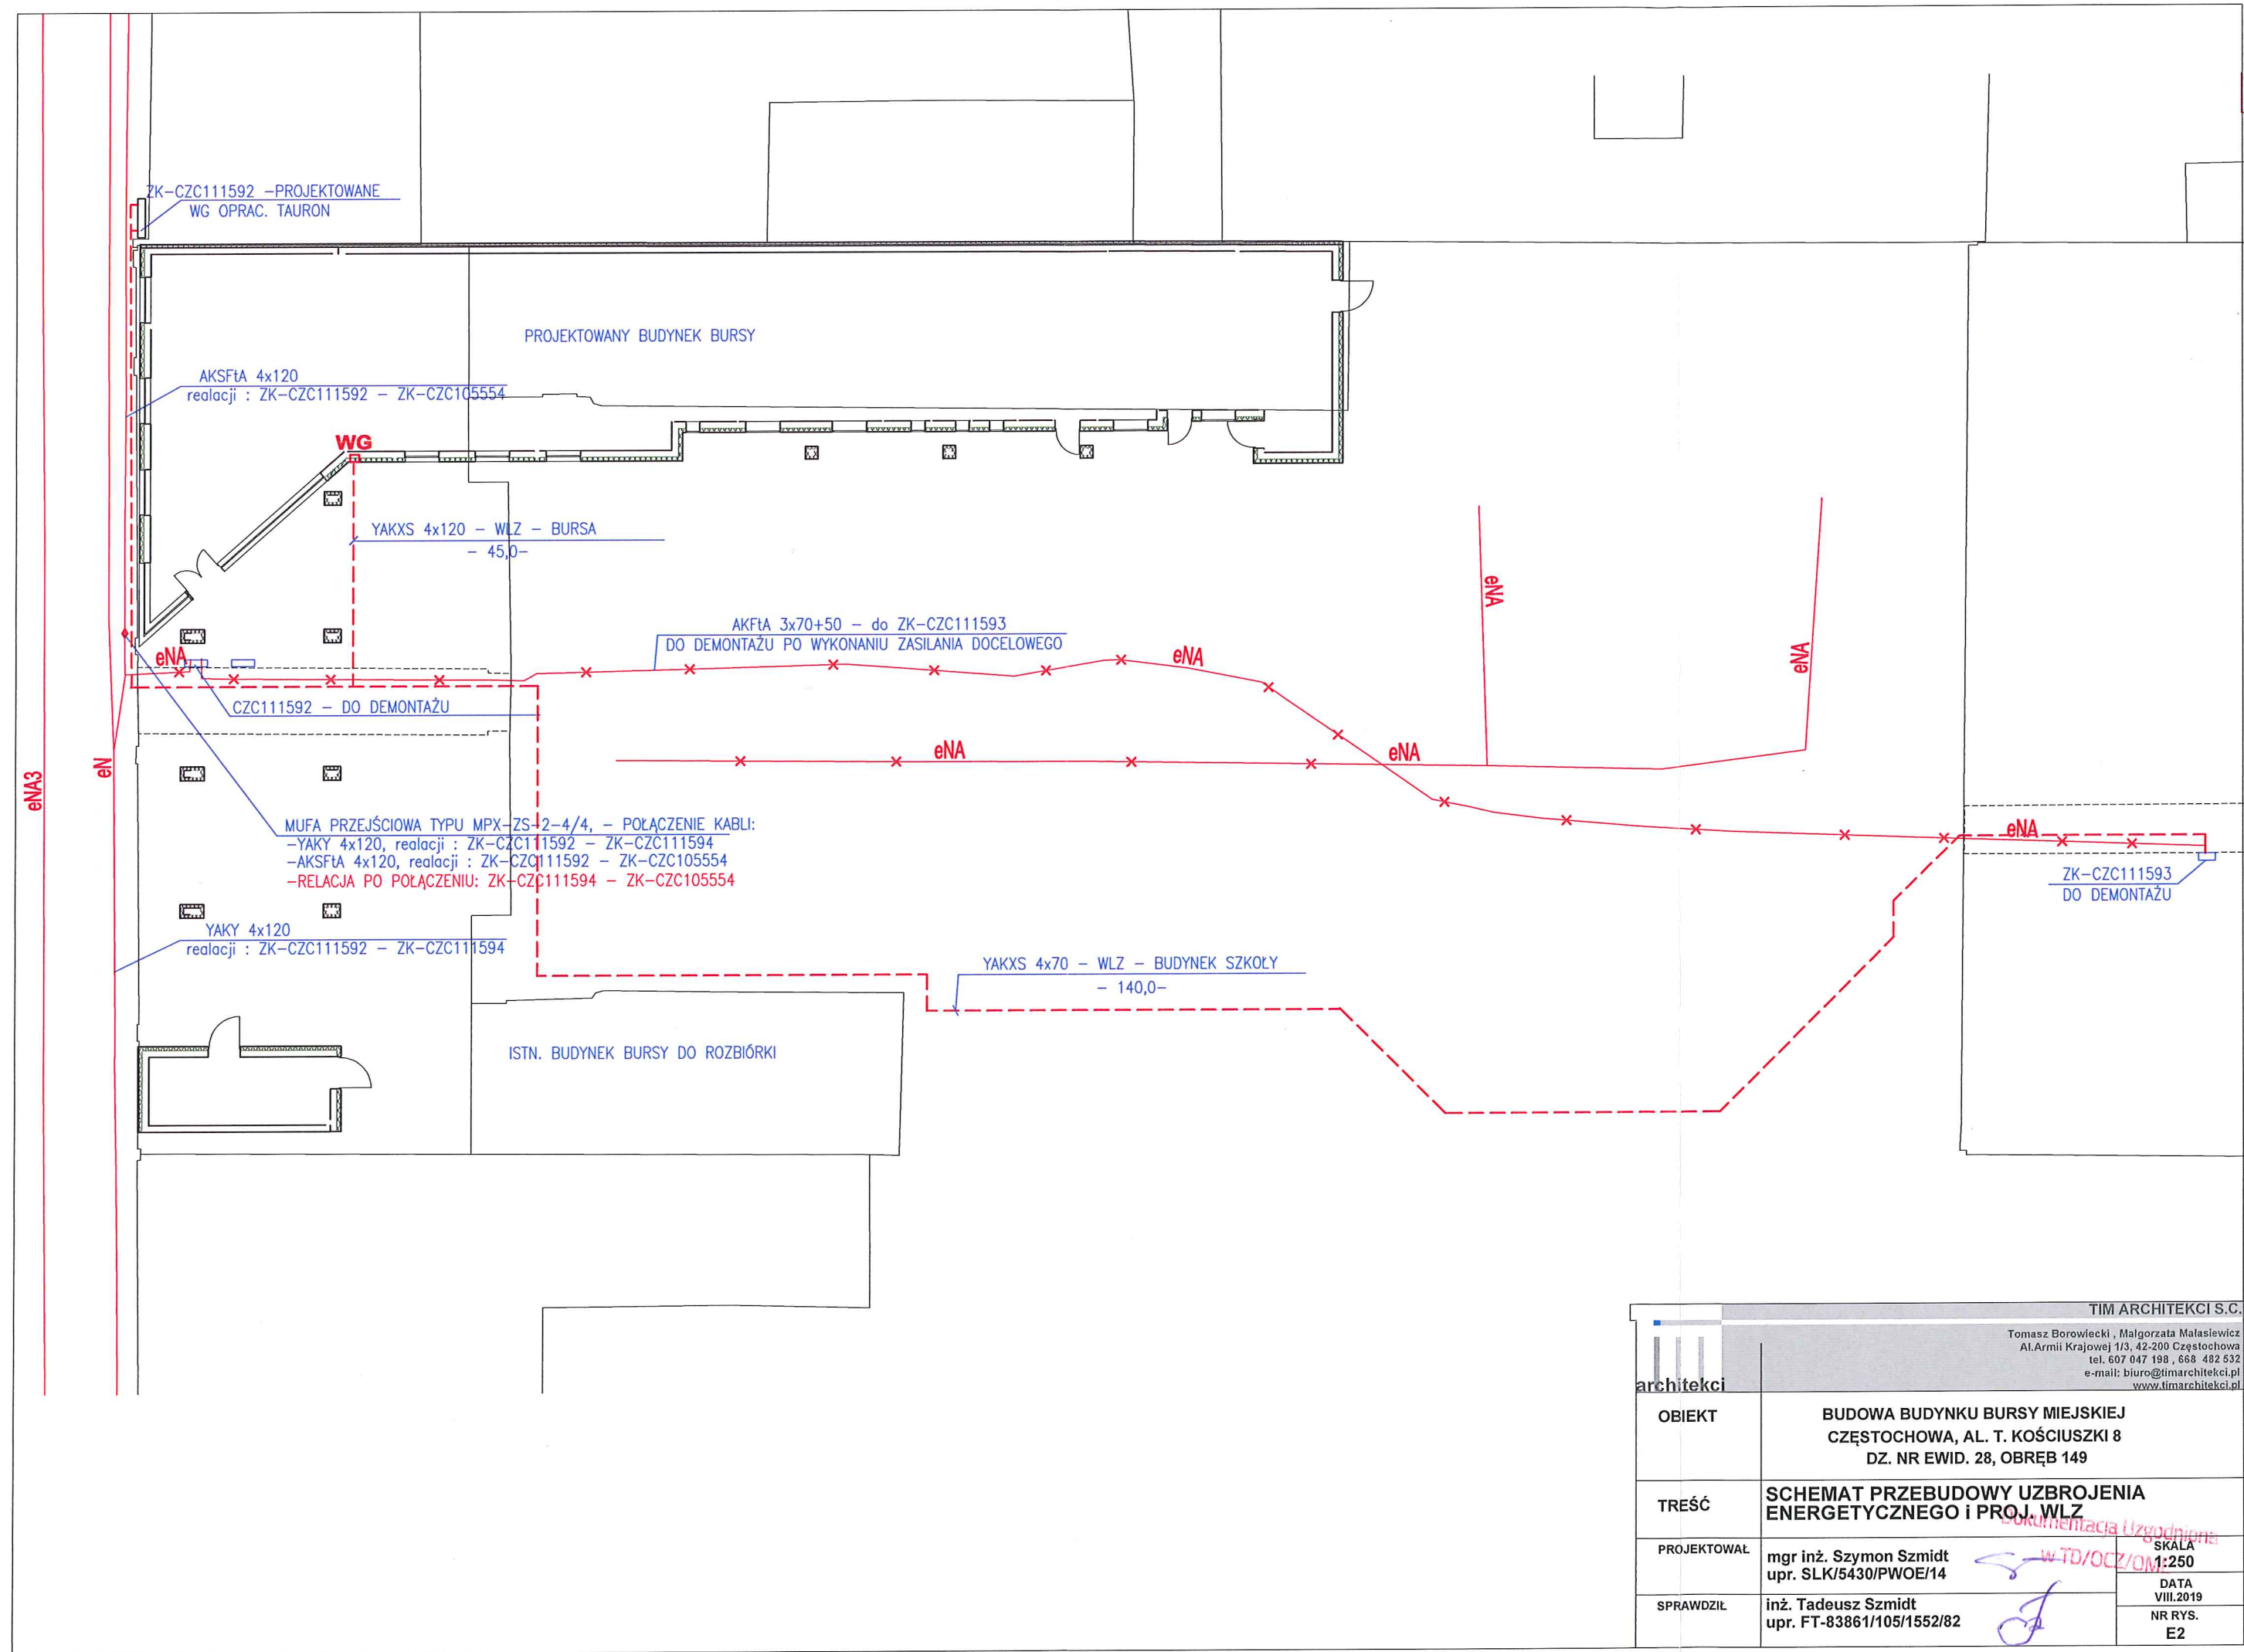 ZK-CZC111592 -PROJEKTOWANE
WG OPRAC. TAURON
PROJEKTOWANY BUDYNEK BURSY
AKSFtA 4x120
realacji : ZK-CZC111592 - ZK-CZC105554
WG
YAKXS 4x120 - WLZ - BURSA
- 45,0-
AKFtA 3x70+50 - do ZK-CZC111593
DO DEMONTAŻU PO WYKONANIU ZASILANIA DOCELOWEGO
eNA
eNA
eNA
eNA
CZC111592 - DO DEMONTAŻU
eNA
eNA
eNA3
eN
MUFA PRZEJŚCIOWA TYPU MPX-ZS-2-4/4, - POŁĄCZENIE KABLI:
-YAKY 4x120, realacji : ZK-CZC111592 - ZK-CZC111594
-AKSFtA 4x120, realacji : ZK-CZC111592 - ZK-CZC105554
-RELACJA PO POŁĄCZENIU: ZK-CZC111594 - ZK-CZC105554
eNA
ZK-CZC111593
DO DEMONTAŻU
YAKY 4x120
realacji : ZK-CZC111592 - ZK-CZC111594
YAKXS 4x70 - WLZ - BUDYNEK SZKOŁY
- 140,0-
ISTN. BUDYNEK BURSY DO ROZBIÓRKI
TIM ARCHITEKCI S.C.
Tomasz Borowiecki , Malgorzata Małasiewicz
Al.Armii Krajowej 1/3, 42-200 Częstochowa
tel. 607 047 198 , 668 482 532
e-mail: biuro@timarchitekci.pl
www.timarchitekci.pl
architekci
OBIEKT
BUDOWA BUDYNKU BURSY MIEJSKIEJ
CZĘSTOCHOWA, AL. T. KOŚCIUSZKI 8
DZ. NR EWID. 28, OBRĘB 149
TREŚĆ
SCHEMAT PRZEBUDOWY UZBROJENIA
ENERGETYCZNEGO i PROJ. WLZ
Dokumentacja Uzgodniona
w TD/OCZ/OM
PROJEKTOWAŁ
mgr inż. Szymon Szmidt
upr. SLK/5430/PWOE/14
SKALA
1:250
DATA
VIII.2019
SPRAWDZIŁ
inż. Tadeusz Szmidt
upr. FT-83861/105/1552/82
NR RYS.
E2